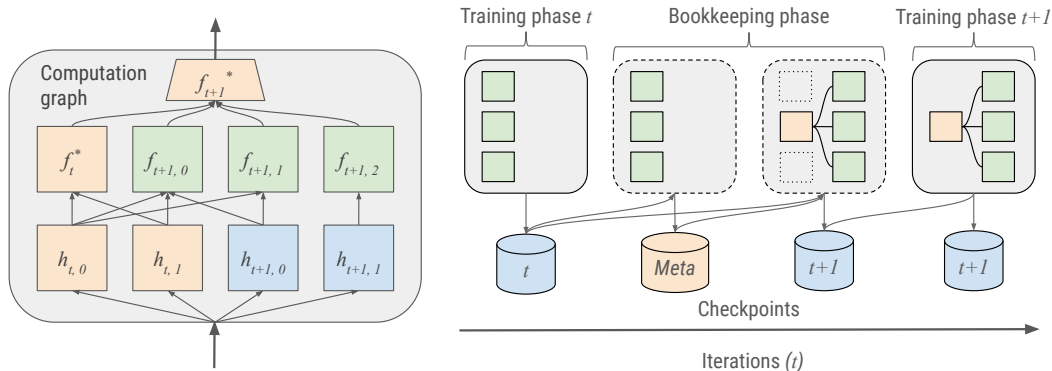 Computation
graph
f_{t+1}^*
f_t^*
f_{t+1, 0}
f_{t+1, 1}
f_{t+1, 2}
h_{t, 0}
h_{t, 1}
h_{t+1, 0}
h_{t+1, 1}
Training phase t
Bookkeeping phase
Training phase t+1
t
Meta
t+1
t+1
Checkpoints
Iterations (t)